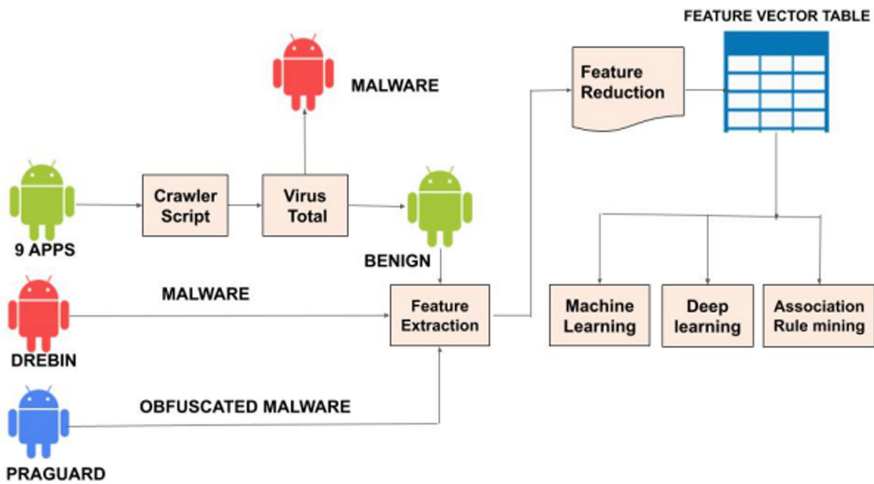 FEATURE VECTOR TABLE
MALWARE
Feature
Reduction
Crawler
Script
Virus
Total
9 APPS
BENIGN
MALWARE
DREBIN
Feature
Extraction
Machine
Learning
Deep
learning
Association
Rule mining
OBFUSCATED MALWARE
PRAGUARD